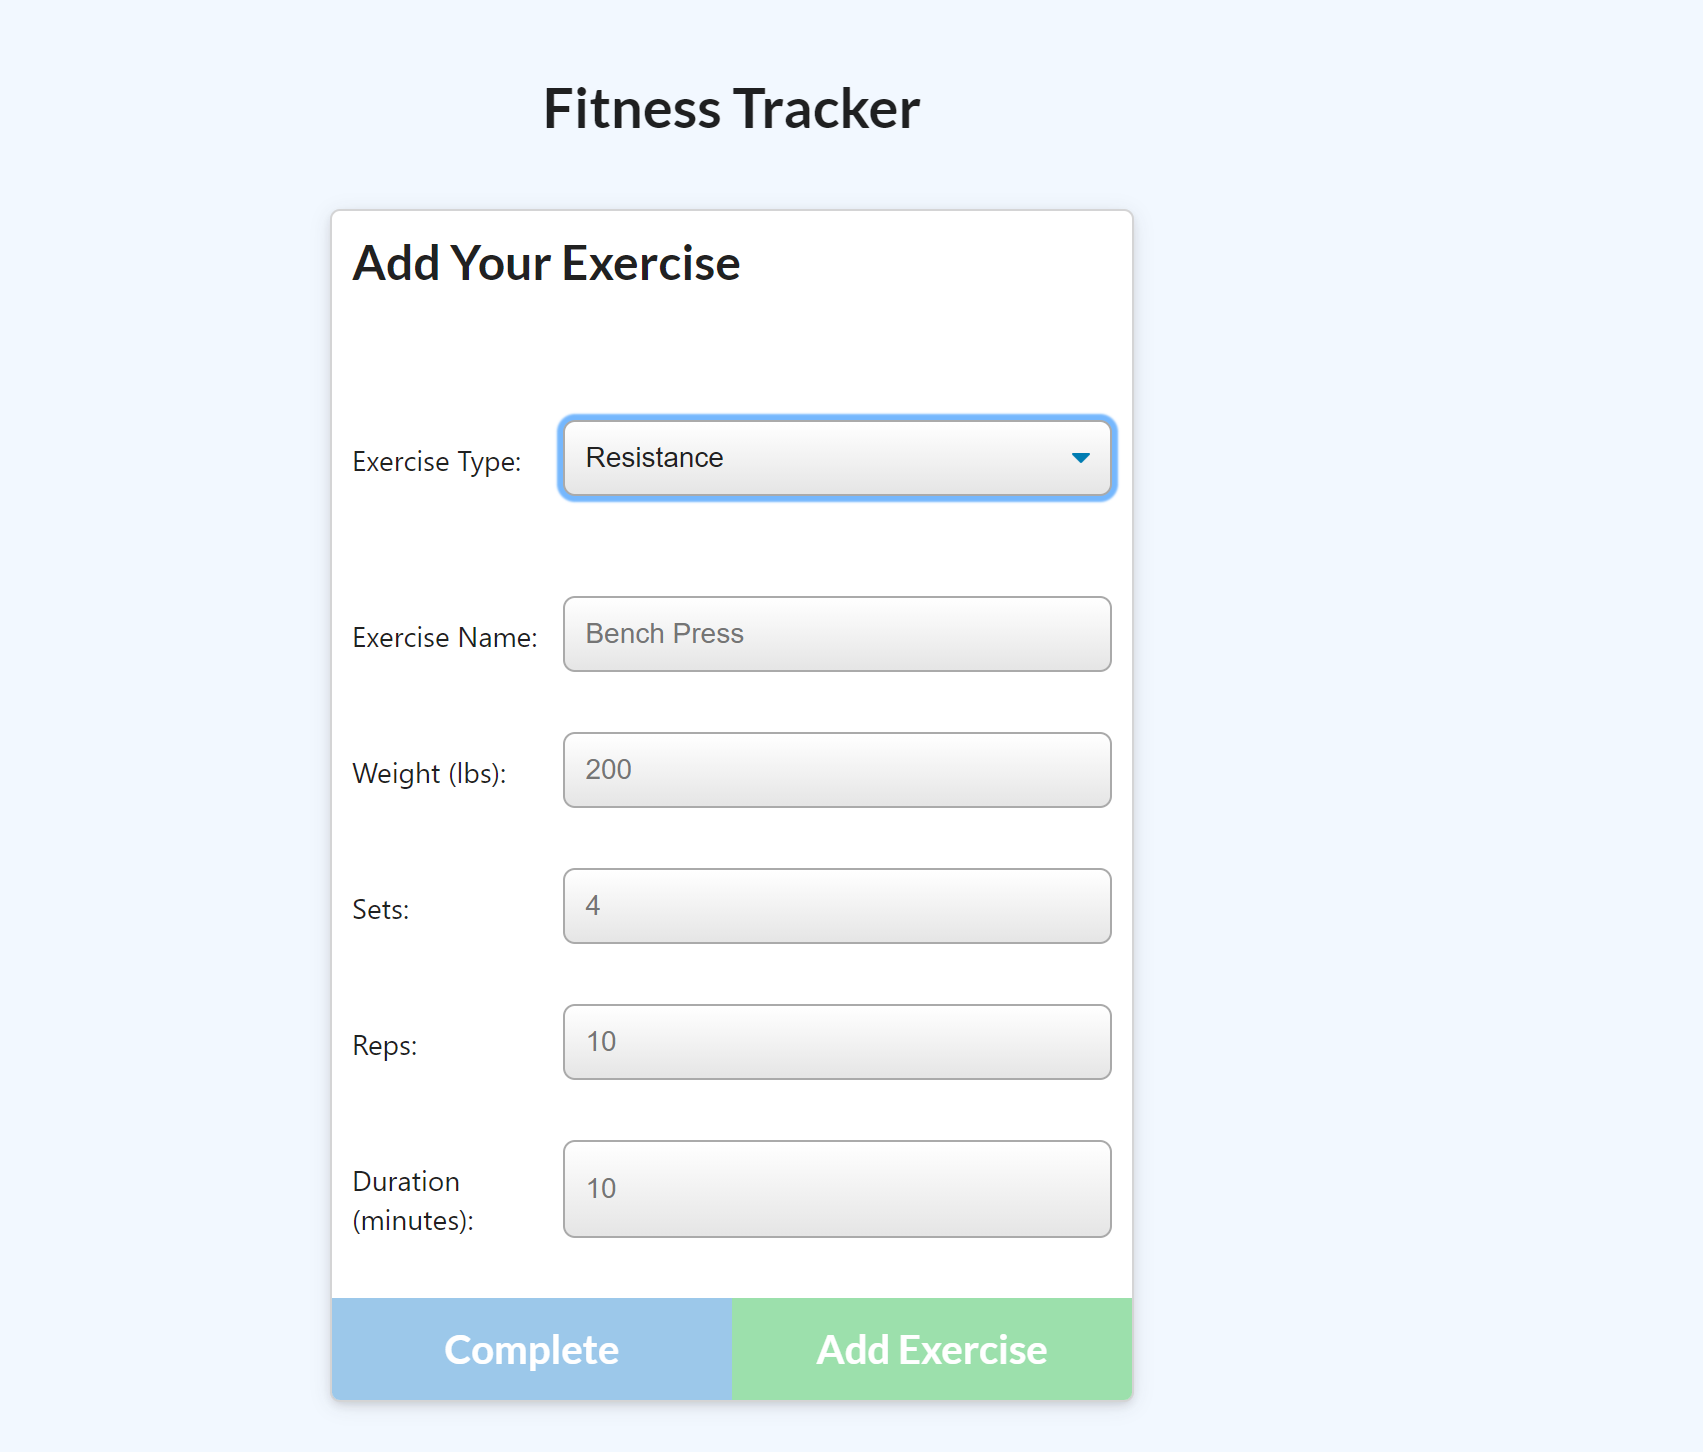 Fitness Tracker
Add Your Exercise
Exercise Type: Resistance
Exercise Name: Bench Press
Weight (lbs): 200
Sets: 4
Reps: 10
Duration
(minutes): 10
Complete Add Exercise